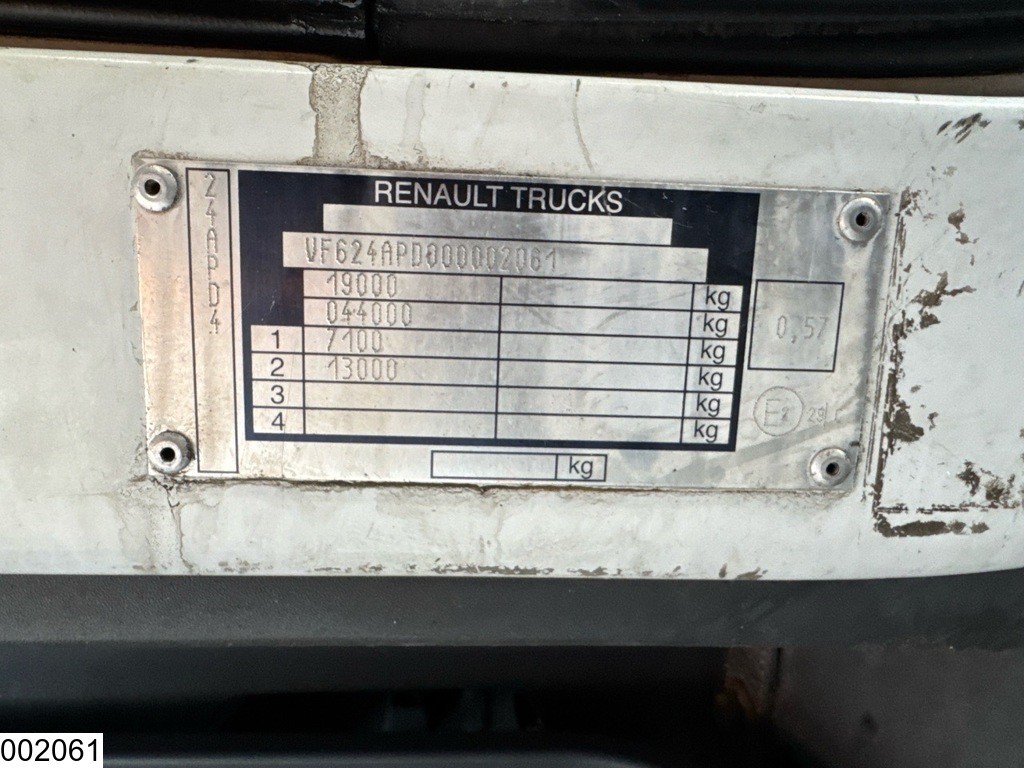 24APD4
RENAULT TRUCKS
VF624APD000002061
19000 kg
044000 kg
1 7100 kg
2 13000 kg
3 kg
4 kg
0,57
E2
kg
002061